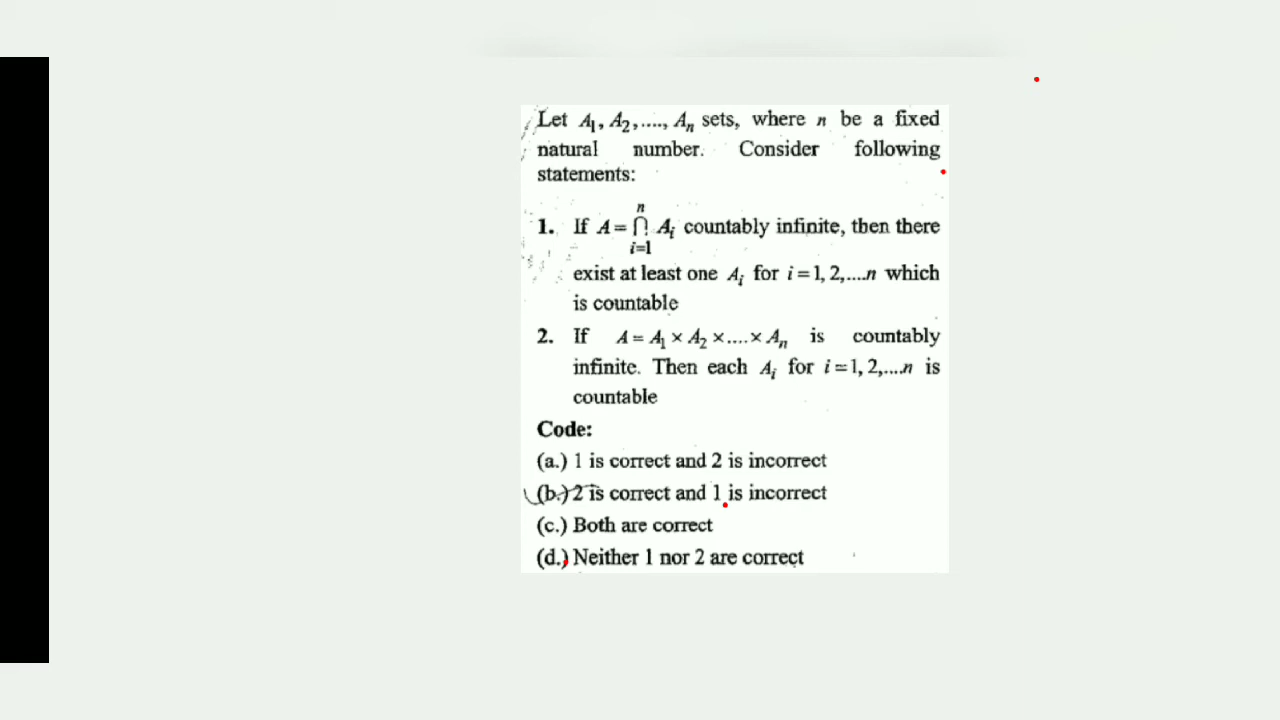 Let A₁, A₂,...., Aₙ sets, where n be a fixed
natural number. Consider following
statements:
1. If A = ⋂ⁿᵢ₌₁ Aᵢ countably infinite, then there
exist at least one Aᵢ for i = 1, 2,....n which
is countable
2. If A = A₁ × A₂ ×....× Aₙ is countably
infinite. Then each Aᵢ for i = 1, 2,....n is
countable
Code:
(a.) 1 is correct and 2 is incorrect
(b.) 2 is correct and 1 is incorrect
(c.) Both are correct
(d.) Neither 1 nor 2 are correct